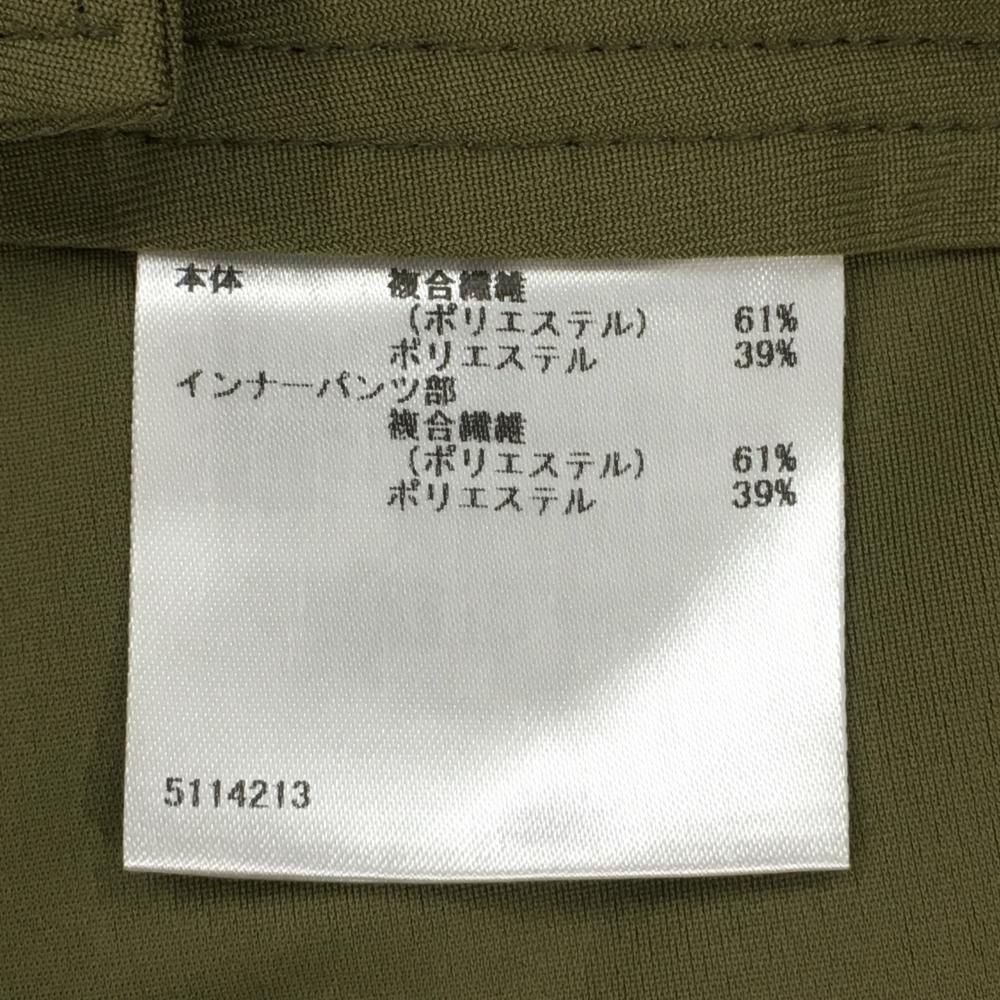 本体 複合繊維
(ポリエステル) 61%
ポリエステル 39%
インナーパンツ部
複合繊維
(ポリエステル) 61%
ポリエステル 39%
5114213